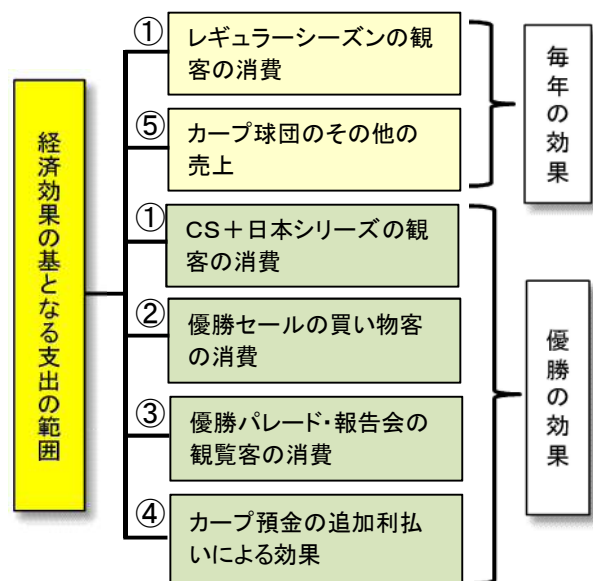 経済効果の基となる支出の範囲
①
レギュラーシーズンの観
客の消費
⑤
カープ球団のその他の
売上
①
CS+日本シリーズの観
客の消費
②
優勝セールの買い物客
の消費
③
優勝パレード・報告会の
観覧客の消費
④
カープ預金の追加利払
いによる効果
毎年の効果
優勝の効果